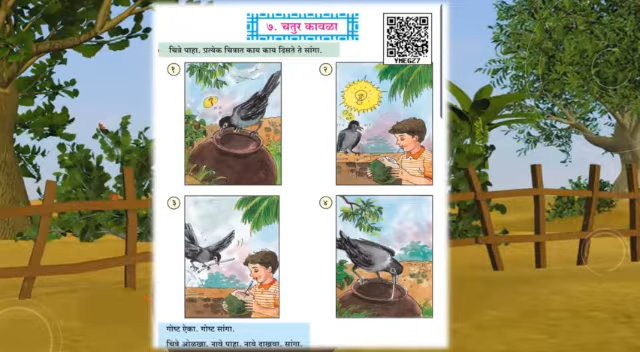 ७. चतुर कावळा
YMEGZ7
चित्रे पाहा. प्रत्येक चित्रात काय काय दिसते ते सांगा.
१
२
३
४
गोष्ट ऐका. गोष्ट सांगा.
चित्रे ओळखा. नावे पाहा. नावे दाखवा. सांगा.